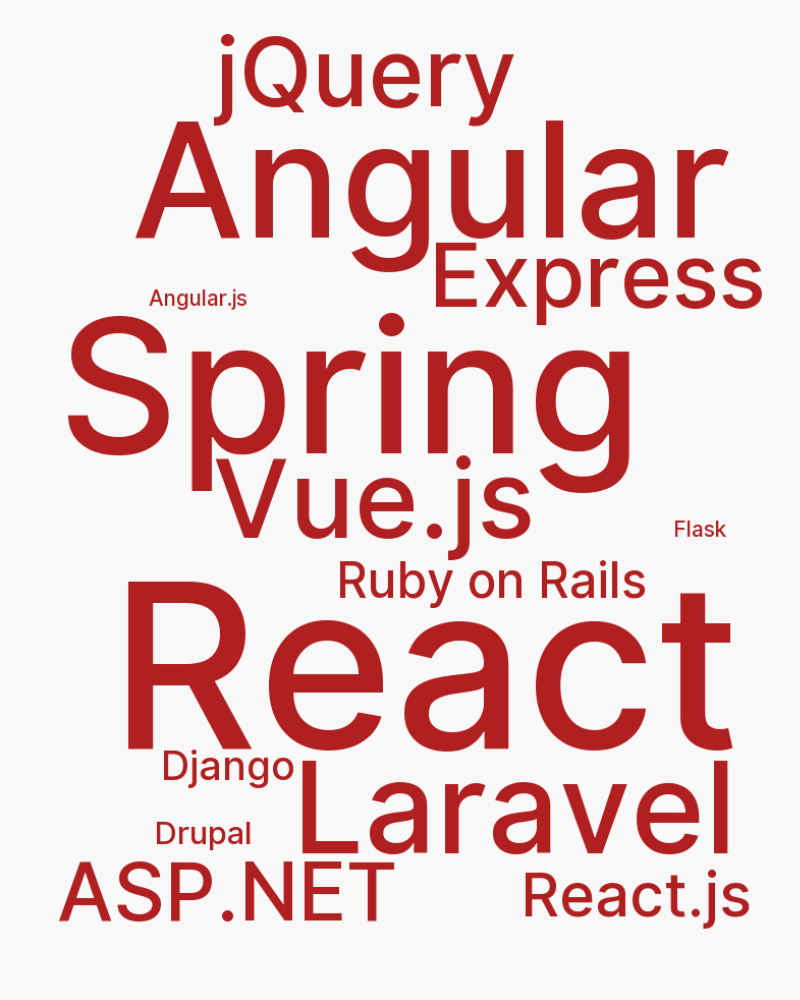 jQuery
Angular
Express
Angular.js
Spring
Vue.js
Flask
Ruby on Rails
React
Django
Laravel
Drupal
ASP.NET
React.js